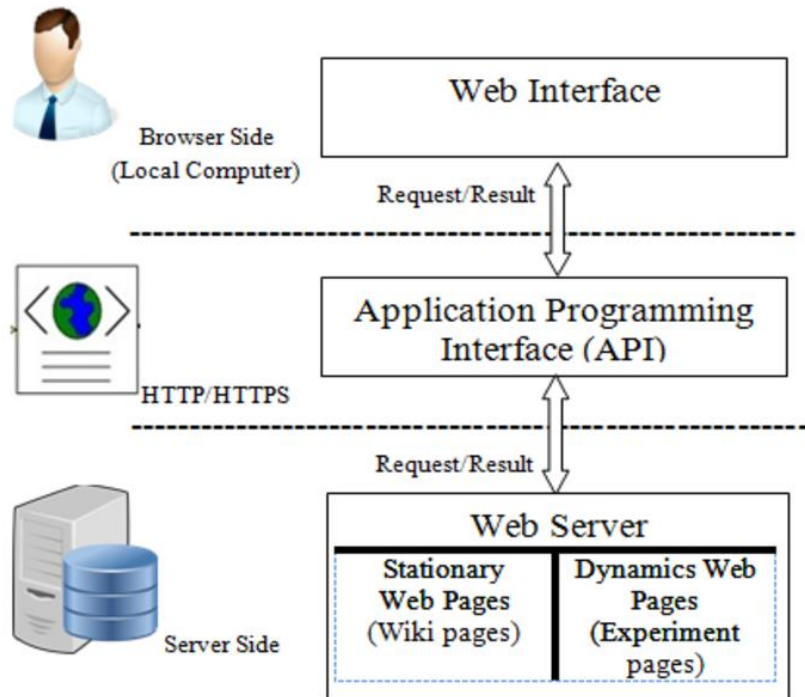 Web Interface
Browser Side
(Local Computer)
Request/Result
Application Programming
Interface (API)
HTTP/HTTPS
Request/Result
Web Server
Stationary
Web Pages
(Wiki pages)
Dynamics Web
Pages
(Experiment
pages)
Server Side